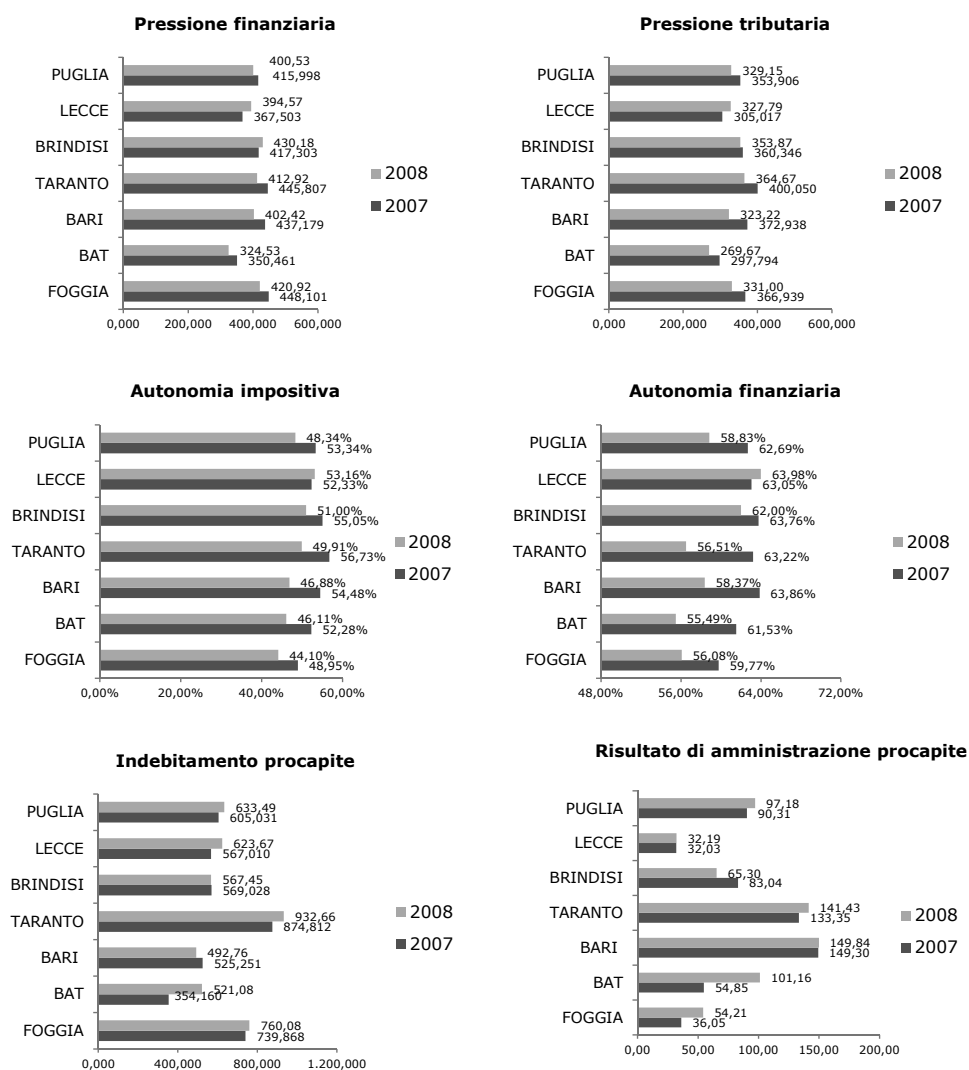 Pressione finanziaria
PUGLIA 400,53
415,998
LECCE 394,57
367,503
BRINDISI 430,18
417,303
TARANTO 412,92
445,807
BARI 402,42
437,179
BAT 324,53
350,461
FOGGIA 420,92
448,101
0,000 200,000 400,000 600,000
2008
2007
Pressione tributaria
PUGLIA 329,15
353,906
LECCE 327,79
305,017
BRINDISI 353,87
360,346
TARANTO 364,67
400,050
BARI 323,22
372,938
BAT 269,67
297,794
FOGGIA 331,00
366,939
0,000 200,000 400,000 600,000
2008
2007
Autonomia impositiva
PUGLIA 48,34%
53,34%
LECCE 53,16%
52,33%
BRINDISI 51,00%
55,05%
TARANTO 49,91%
56,73%
BARI 46,88%
54,48%
BAT 46,11%
52,28%
FOGGIA 44,10%
48,95%
0,00% 20,00% 40,00% 60,00%
2008
2007
Autonomia finanziaria
PUGLIA 58,83%
62,69%
LECCE 63,98%
63,05%
BRINDISI 62,00%
63,76%
TARANTO 56,51%
63,22%
BARI 58,37%
63,86%
BAT 55,49%
61,53%
FOGGIA 56,08%
59,77%
48,00% 56,00% 64,00% 72,00%
2008
2007
Indebitamento procapite
PUGLIA 633,49
605,031
LECCE 623,67
567,010
BRINDISI 567,45
569,028
TARANTO 932,66
874,812
BARI 492,76
525,251
BAT 521,08
354,160
FOGGIA 760,08
739,868
0,000 400,000 800,000 1.200,000
2008
2007
Risultato di amministrazione procapite
PUGLIA 97,18
90,31
LECCE 32,19
32,03
BRINDISI 65,30
83,04
TARANTO 141,43
133,35
BARI 149,84
149,30
BAT 101,16
54,85
FOGGIA 54,21
36,05
0,00 50,00 100,00 150,00 200,00
2008
2007